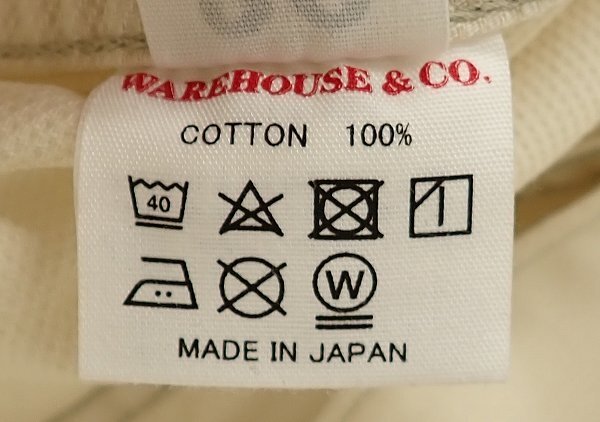 WAREHOUSE & CO.
COTTON 100%
40
W
MADE IN JAPAN